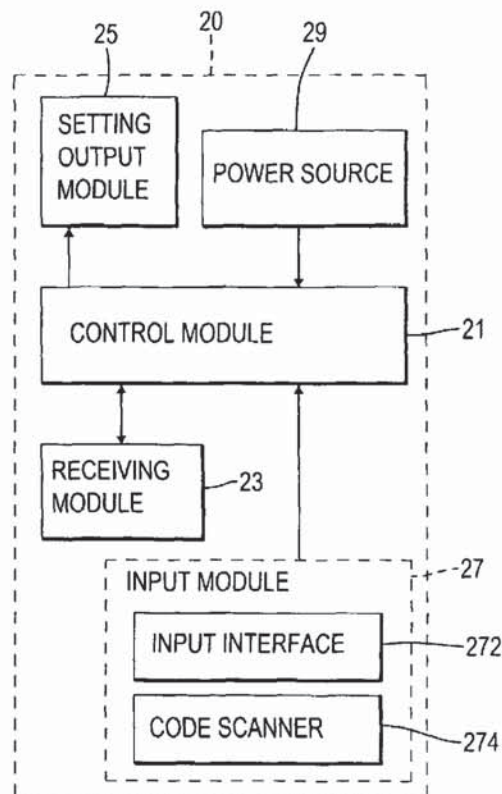 25
20
29
SETTING
OUTPUT
MODULE
POWER SOURCE
CONTROL MODULE
21
RECEIVING
MODULE
23
INPUT MODULE
27
INPUT INTERFACE
272
CODE SCANNER
274